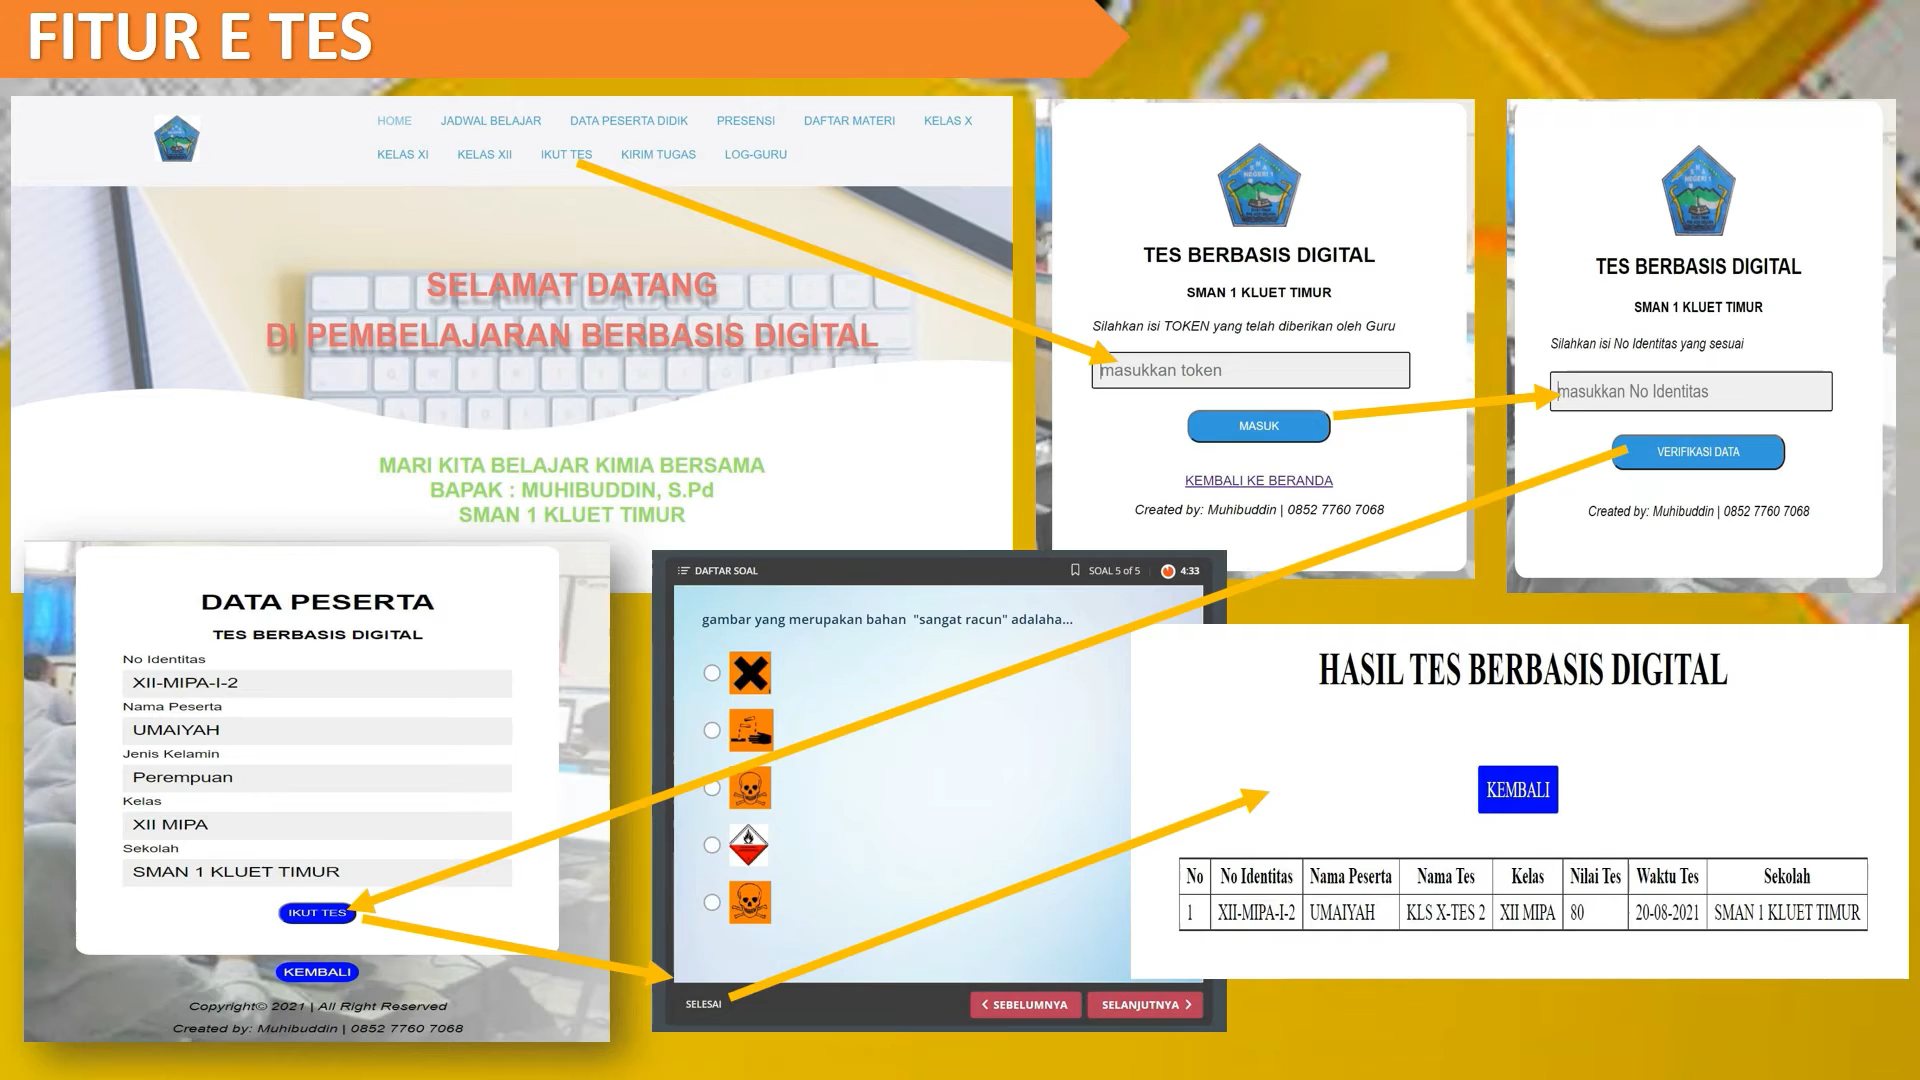 FITUR E TES
HOME JADWAL BELAJAR DATA PESERTA DIDIK PRESENSI DAFTAR MATERI KELAS X
KELAS XI KELAS XII IKUT TES KIRIM TUGAS LOG-GURU
SELAMAT DATANG
DI PEMBELAJARAN BERBASIS DIGITAL
MARI KITA BELAJAR KIMIA BERSAMA
BAPAK : MUHIBUDDIN, S.Pd
SMAN 1 KLUET TIMUR
TES BERBASIS DIGITAL
SMAN 1 KLUET TIMUR
Silahkan isi TOKEN yang telah diberikan oleh Guru
masukkan token
MASUK
KEMBALI KE BERANDA
Created by: Muhibuddin | 0852 7760 7068
TES BERBASIS DIGITAL
SMAN 1 KLUET TIMUR
Silahkan isi No Identitas yang sesuai
masukkan No Identitas
VERIFIKASI DATA
Created by: Muhibuddin | 0852 7760 7068
DATA PESERTA
TES BERBASIS DIGITAL
No Identitas
XII-MIPA-I-2
Nama Peserta
UMAIYAH
Jenis Kelamin
Perempuan
Kelas
XII MIPA
Sekolah
SMAN 1 KLUET TIMUR
IKUT TES
KEMBALI
Copyright© 2021 | All Right Reserved
Created by: Muhibuddin | 0852 7760 7068
DAFTAR SOAL SOAL 5 of 5 4:33
gambar yang merupakan bahan "sangat racun" adalaha...
SELESAI SEBELUMNYA SELANJUTNYA
HASIL TES BERBASIS DIGITAL
KEMBALI
No No Identitas Nama Peserta Nama Tes Kelas Nilai Tes Waktu Tes Sekolah
1 XII-MIPA-I-2 UMAIYAH KLS X-TES 2 XII MIPA 80 20-08-2021 SMAN 1 KLUET TIMUR